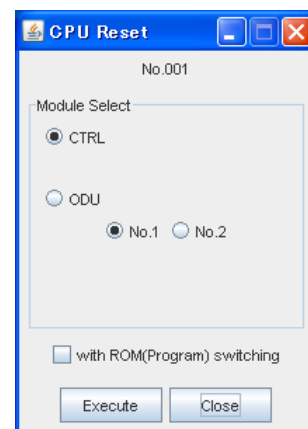 CPU Reset
No.001
Module Select
CTRL
ODU
No.1 No.2
with ROM(Program) switching
Execute Close